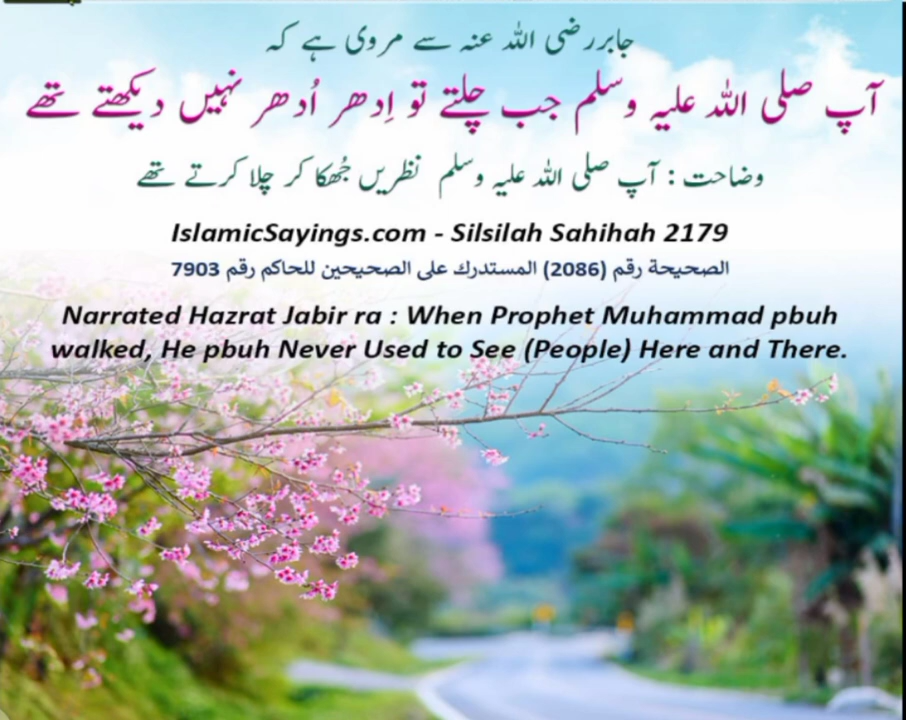 جابر رضی اللہ عنہ سے مروی ہے کہ
آپ صلی اللہ علیہ وسلم جب چلتے تو اِدھر اُدھر نہیں دیکھتے تھے
وضاحت : آپ صلی اللہ علیہ وسلم نظریں جُھکا کر چلا کرتے تھے
IslamicSayings.com - Silsilah Sahihah 2179
الصحيحة رقم (2086) المستدرك على الصحيحين للحاكم رقم 7903
Narrated Hazrat Jabir ra : When Prophet Muhammad pbuh
walked, He pbuh Never Used to See (People) Here and There.